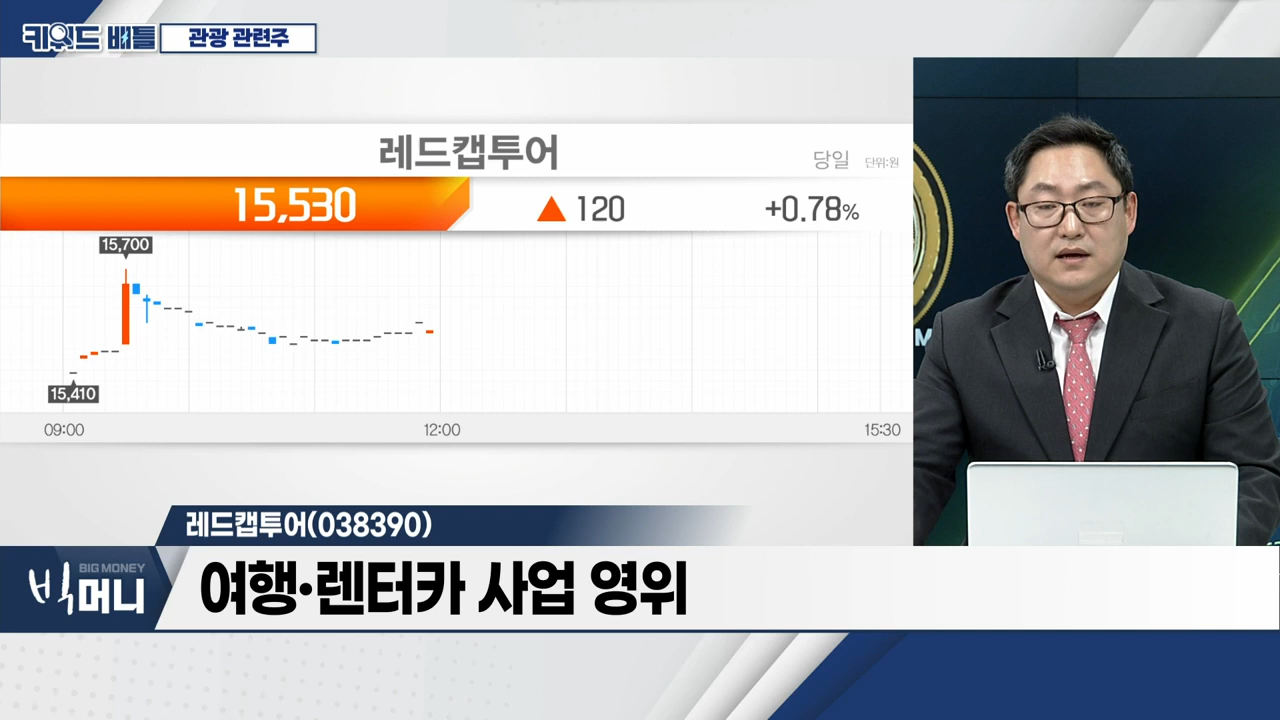 키워드 배틀
관광 관련주
레드캡투어
당일 단위:원
15,530 ▲ 120 +0.78%
15,700
15,410
09:00 12:00 15:30
M
레드캡투어(038390)
BIG MONEY
빅머니
여행·렌터카 사업 영위